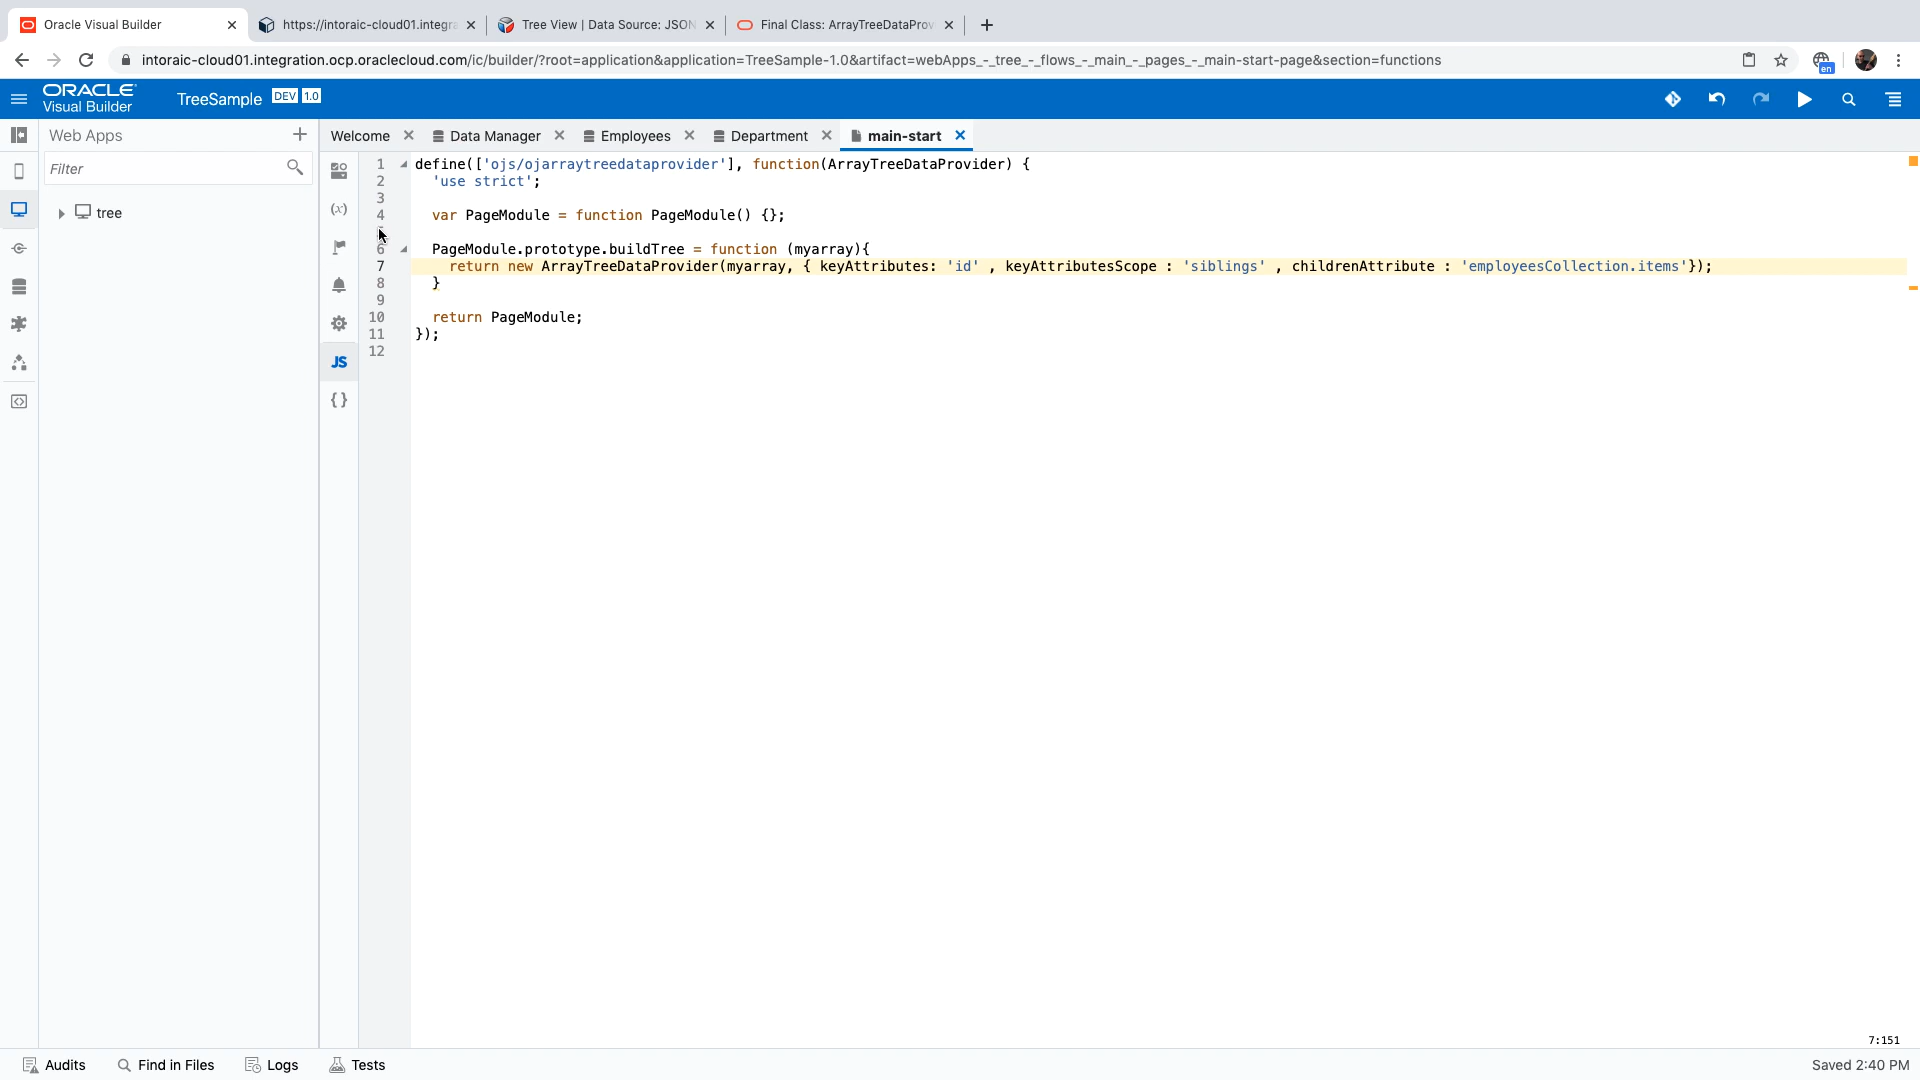 Oracle Visual Builder
https://intoraic-cloud01.integra
Tree View | Data Source: JSON
Final Class: ArrayTreeDataProv
intoraic-cloud01.integration.ocp.oraclecloud.com/ic/builder/?root=application&application=TreeSample-1.0&artifact=webApps_-_tree_-_flows_-_main_-_pages_-_main-start-page&section=functions
en
ORACLE
Visual Builder
TreeSample DEV 1.0
Web Apps
Welcome
Data Manager
Employees
Department
main-start
Filter
tree
(x)
JS
{ }
1 define(['ojs/ojarraytreedataprovider'], function(ArrayTreeDataProvider) {
2 'use strict';
3
4 var PageModule = function PageModule() {};
6 PageModule.prototype.buildTree = function (myarray){
7 return new ArrayTreeDataProvider(myarray, { keyAttributes: 'id' , keyAttributesScope : 'siblings' , childrenAttribute : 'employeesCollection.items'});
8 }
9
10 return PageModule;
11 });
12
7:151
Audits
Find in Files
Logs
Tests
Saved 2:40 PM